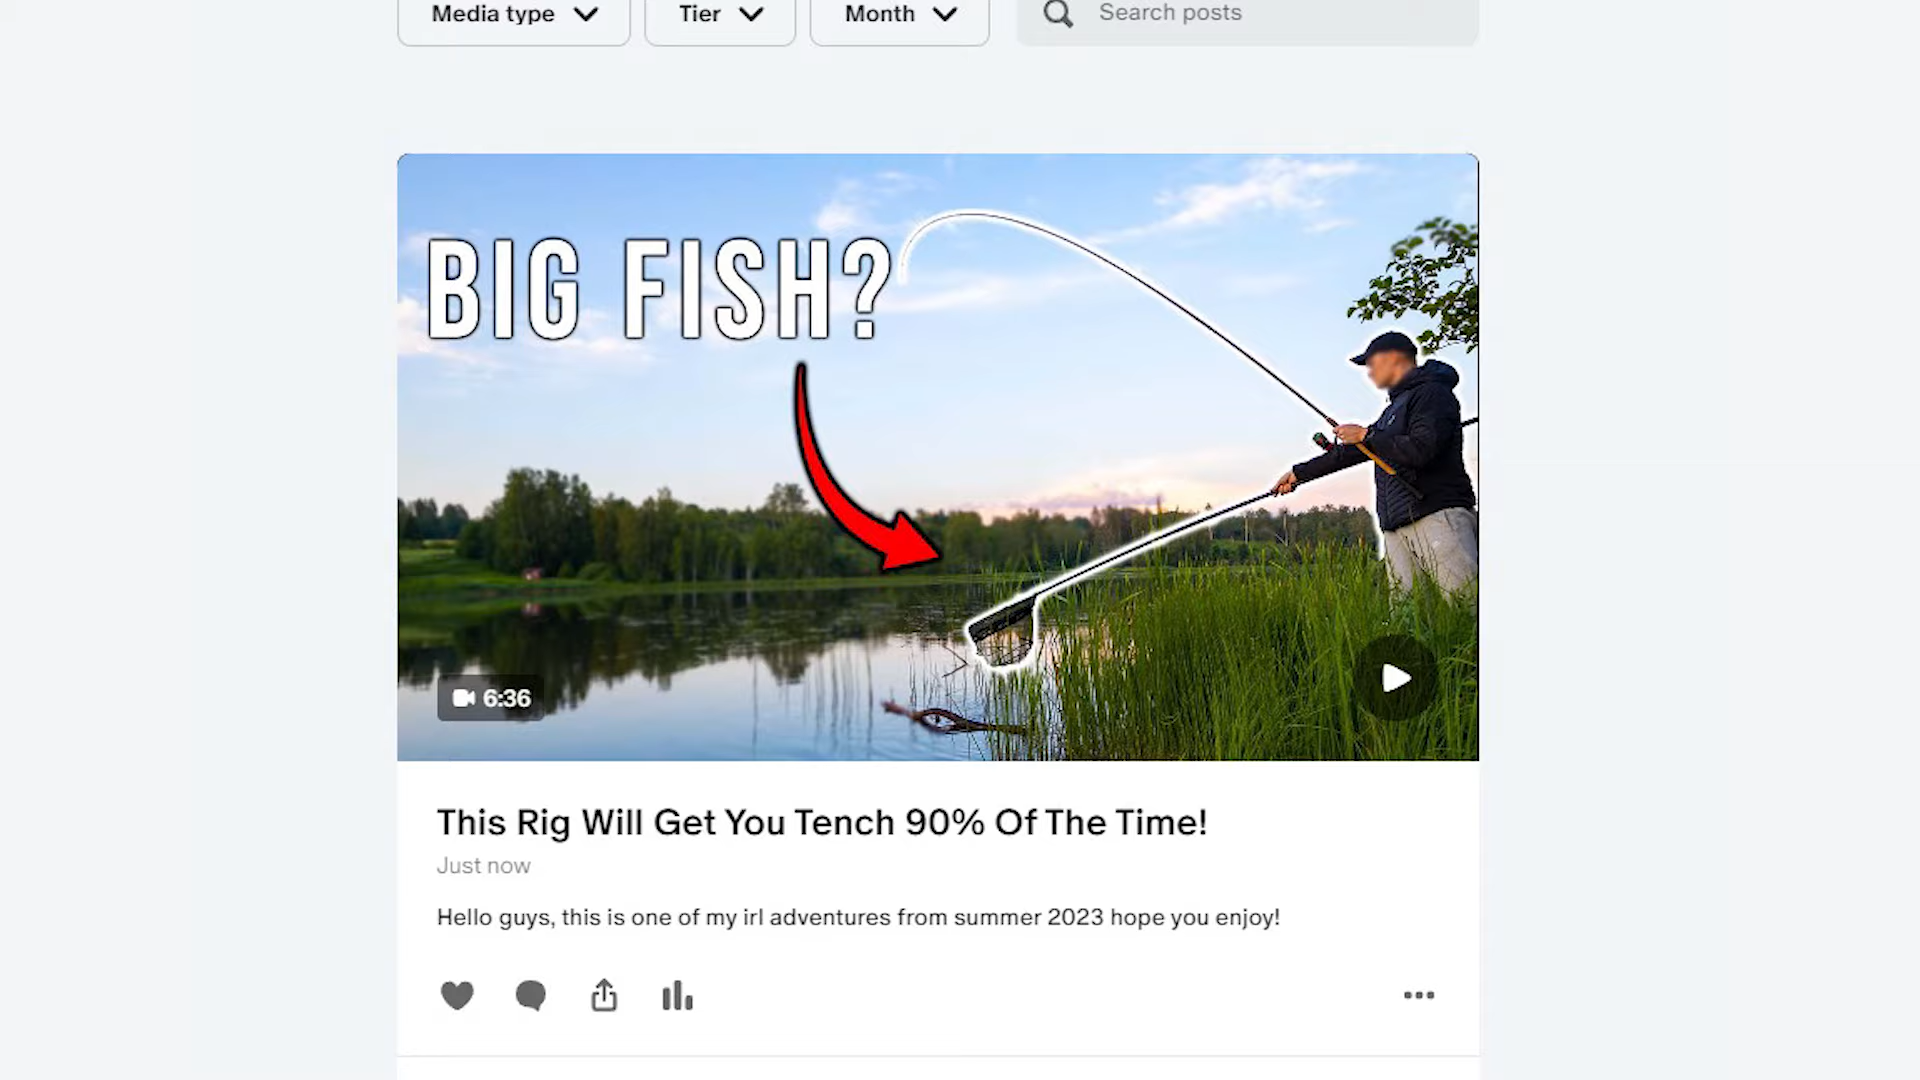 Media type
Tier
Month
Search posts
BIG FISH?
6:36
This Rig Will Get You Tench 90% Of The Time!
Just now
Hello guys, this is one of my irl adventures from summer 2023 hope you enjoy!